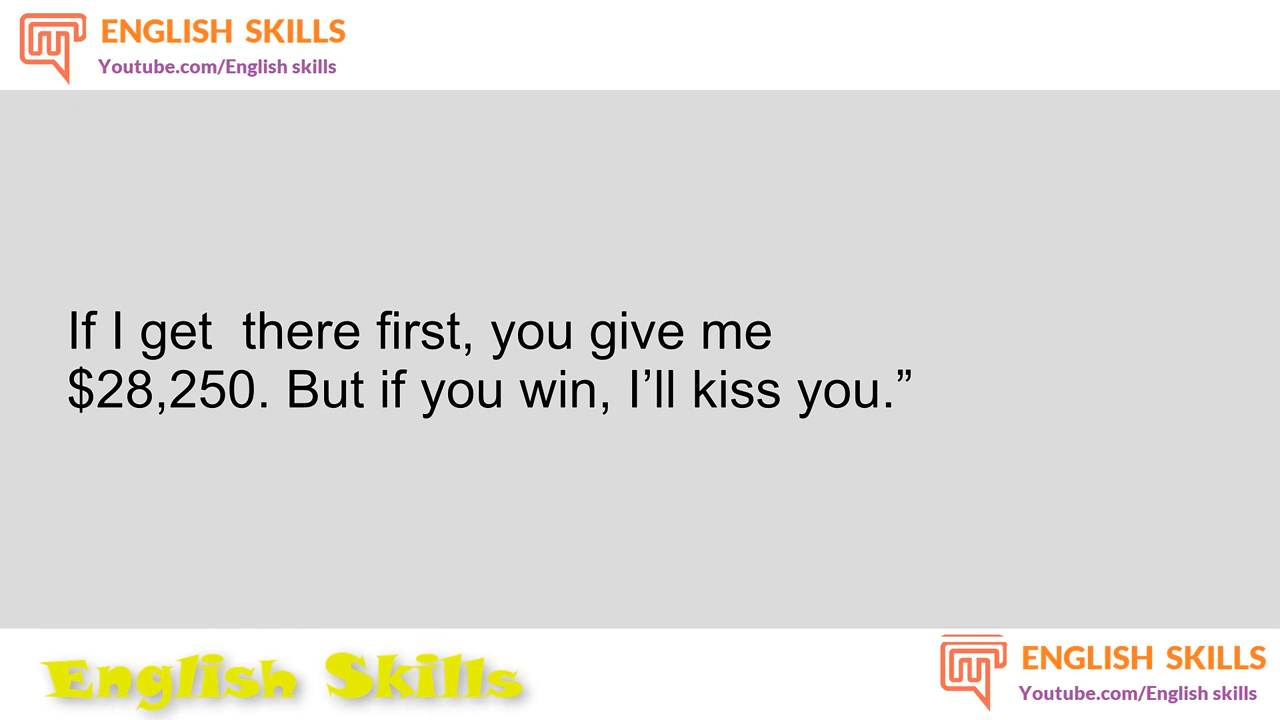 ENGLISH SKILLS
Youtube.com/English skills
If I get  there first, you give me
$28,250. But if you win, I’ll kiss you.”
English Skills
ENGLISH SKILLS
Youtube.com/English skills